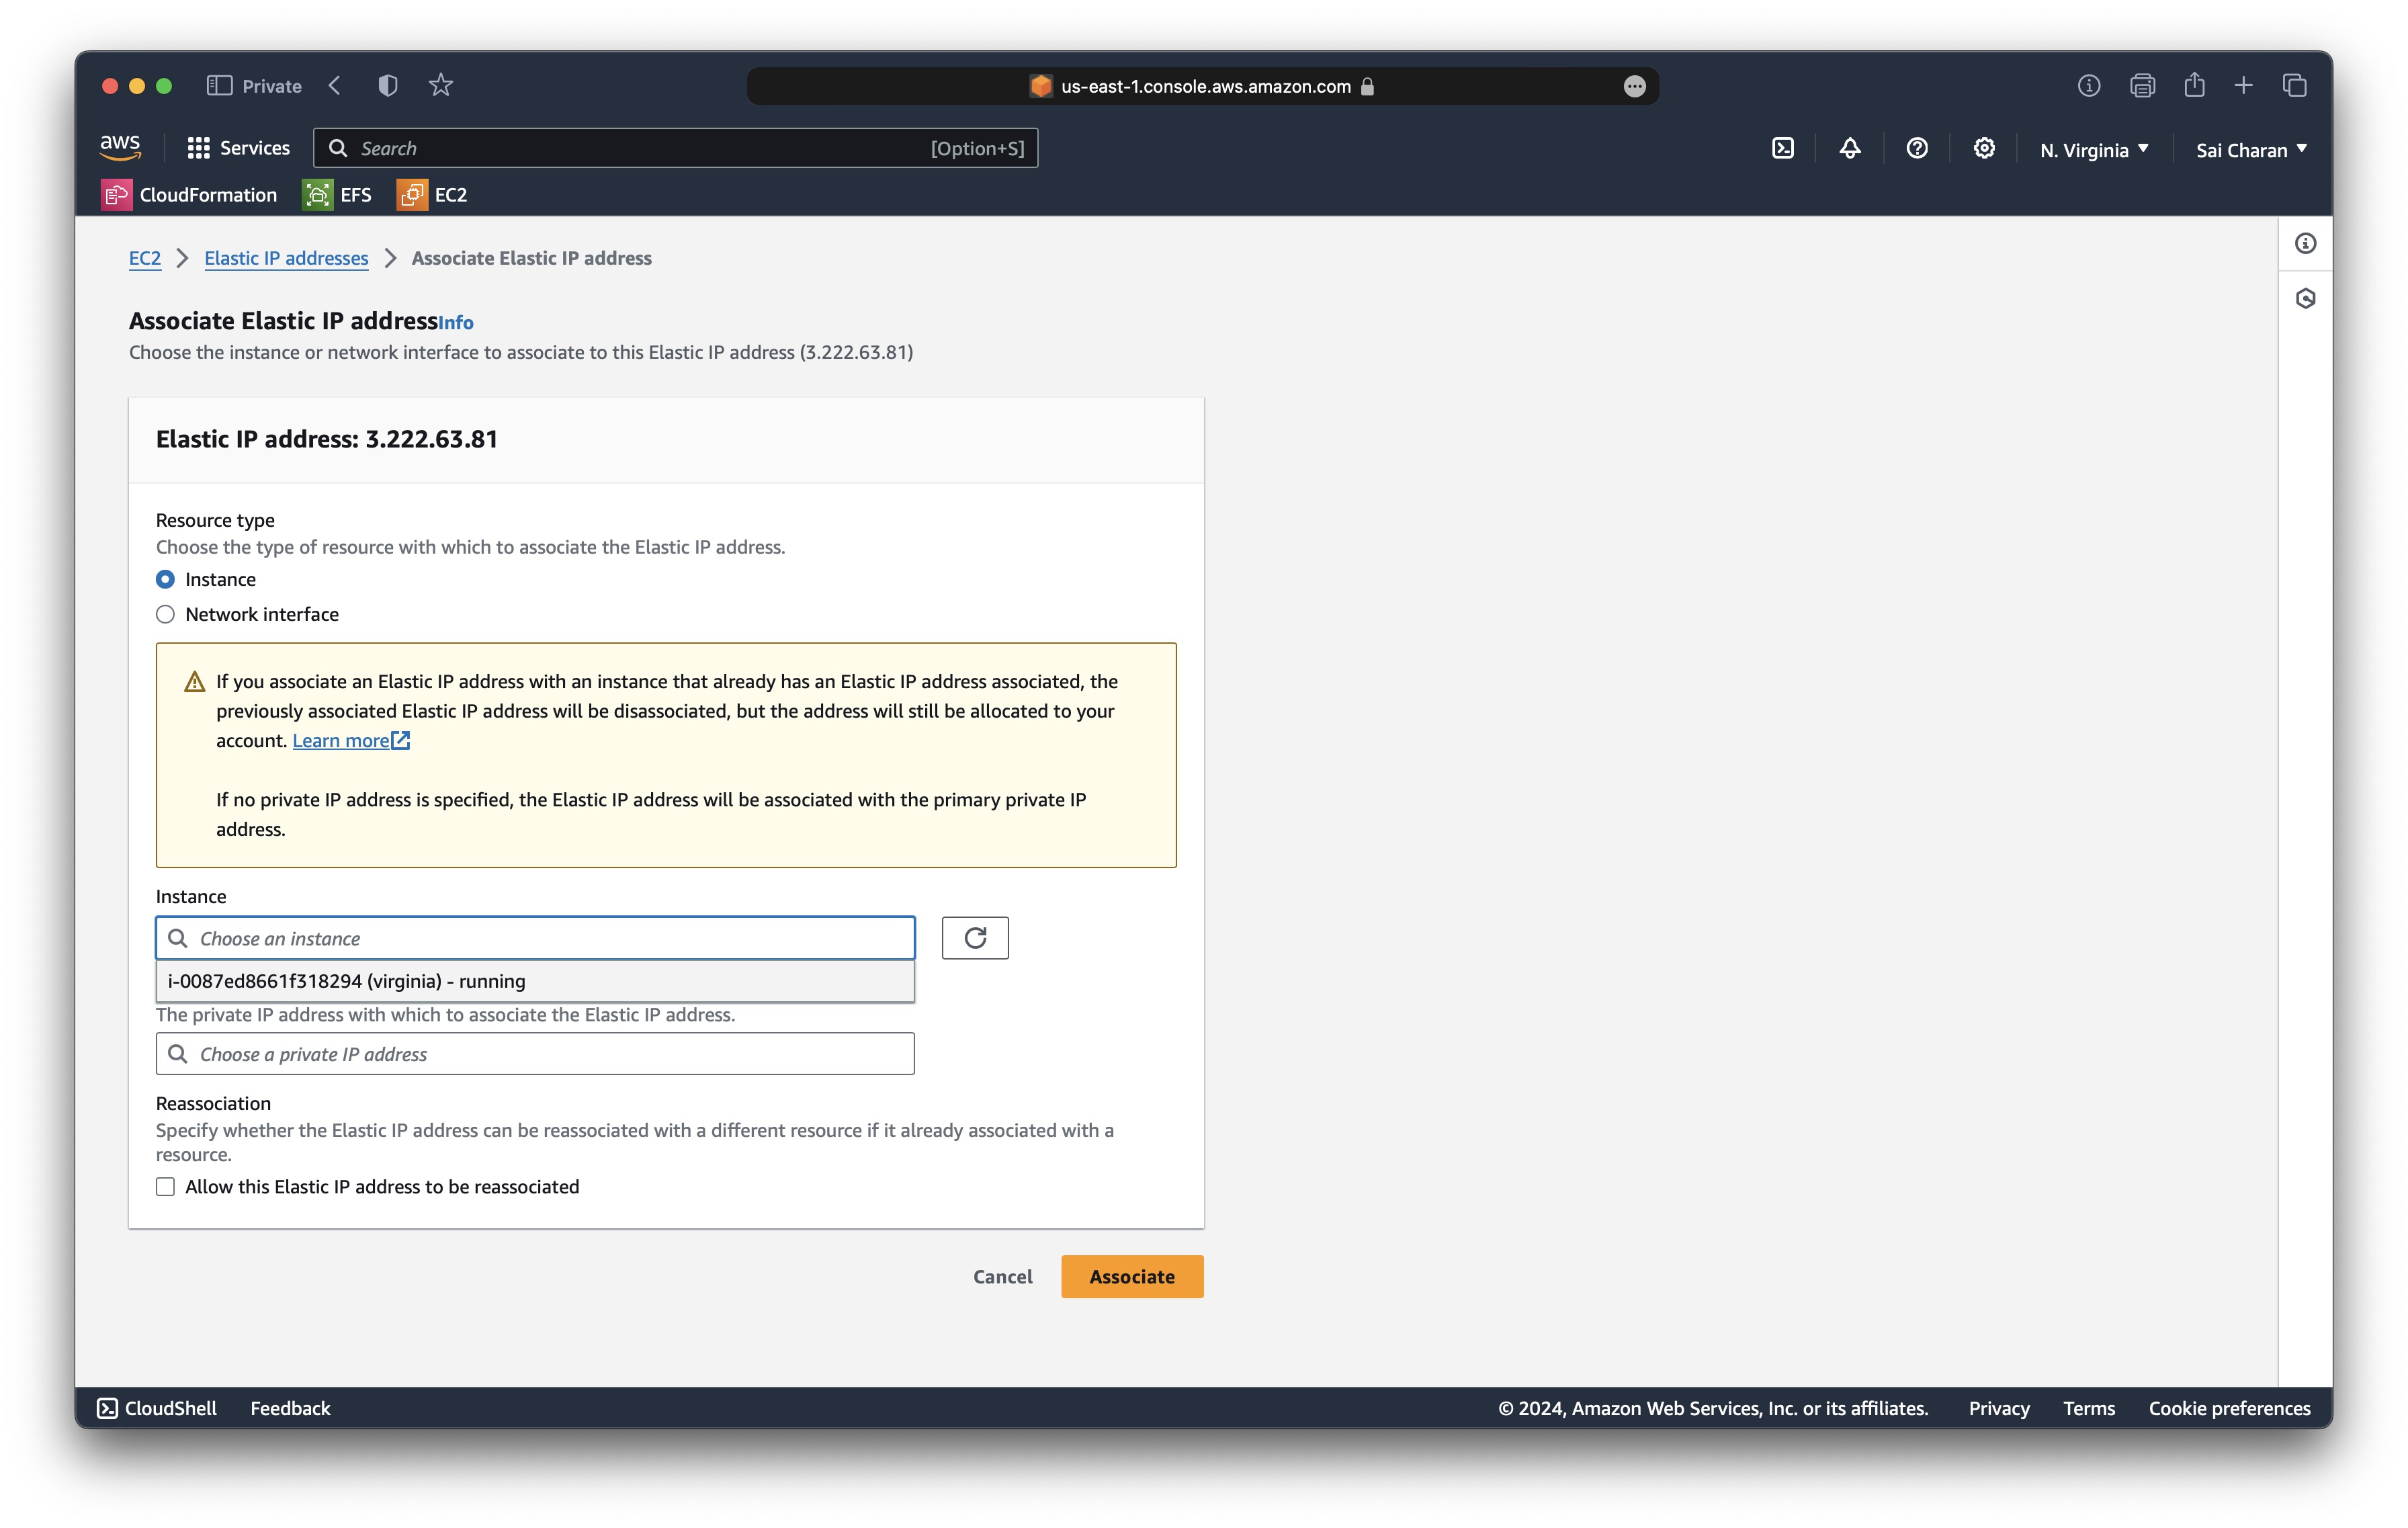 Private
us-east-1.console.aws.amazon.com
aws
Services
Search
[Option+S]
N. Virginia
Sai Charan
CloudFormation
EFS
EC2
EC2
Elastic IP addresses
Associate Elastic IP address
Associate Elastic IP addressInfo
Choose the instance or network interface to associate to this Elastic IP address (3.222.63.81)
Elastic IP address: 3.222.63.81
Resource type
Choose the type of resource with which to associate the Elastic IP address.
Instance
Network interface
If you associate an Elastic IP address with an instance that already has an Elastic IP address associated, the
previously associated Elastic IP address will be disassociated, but the address will still be allocated to your
account. Learn more
If no private IP address is specified, the Elastic IP address will be associated with the primary private IP
address.
Instance
Choose an instance
i-0087ed8661f318294 (virginia) - running
The private IP address with which to associate the Elastic IP address.
Choose a private IP address
Reassociation
Specify whether the Elastic IP address can be reassociated with a different resource if it already associated with a
resource.
Allow this Elastic IP address to be reassociated
Cancel
Associate
CloudShell
Feedback
© 2024, Amazon Web Services, Inc. or its affiliates.
Privacy
Terms
Cookie preferences